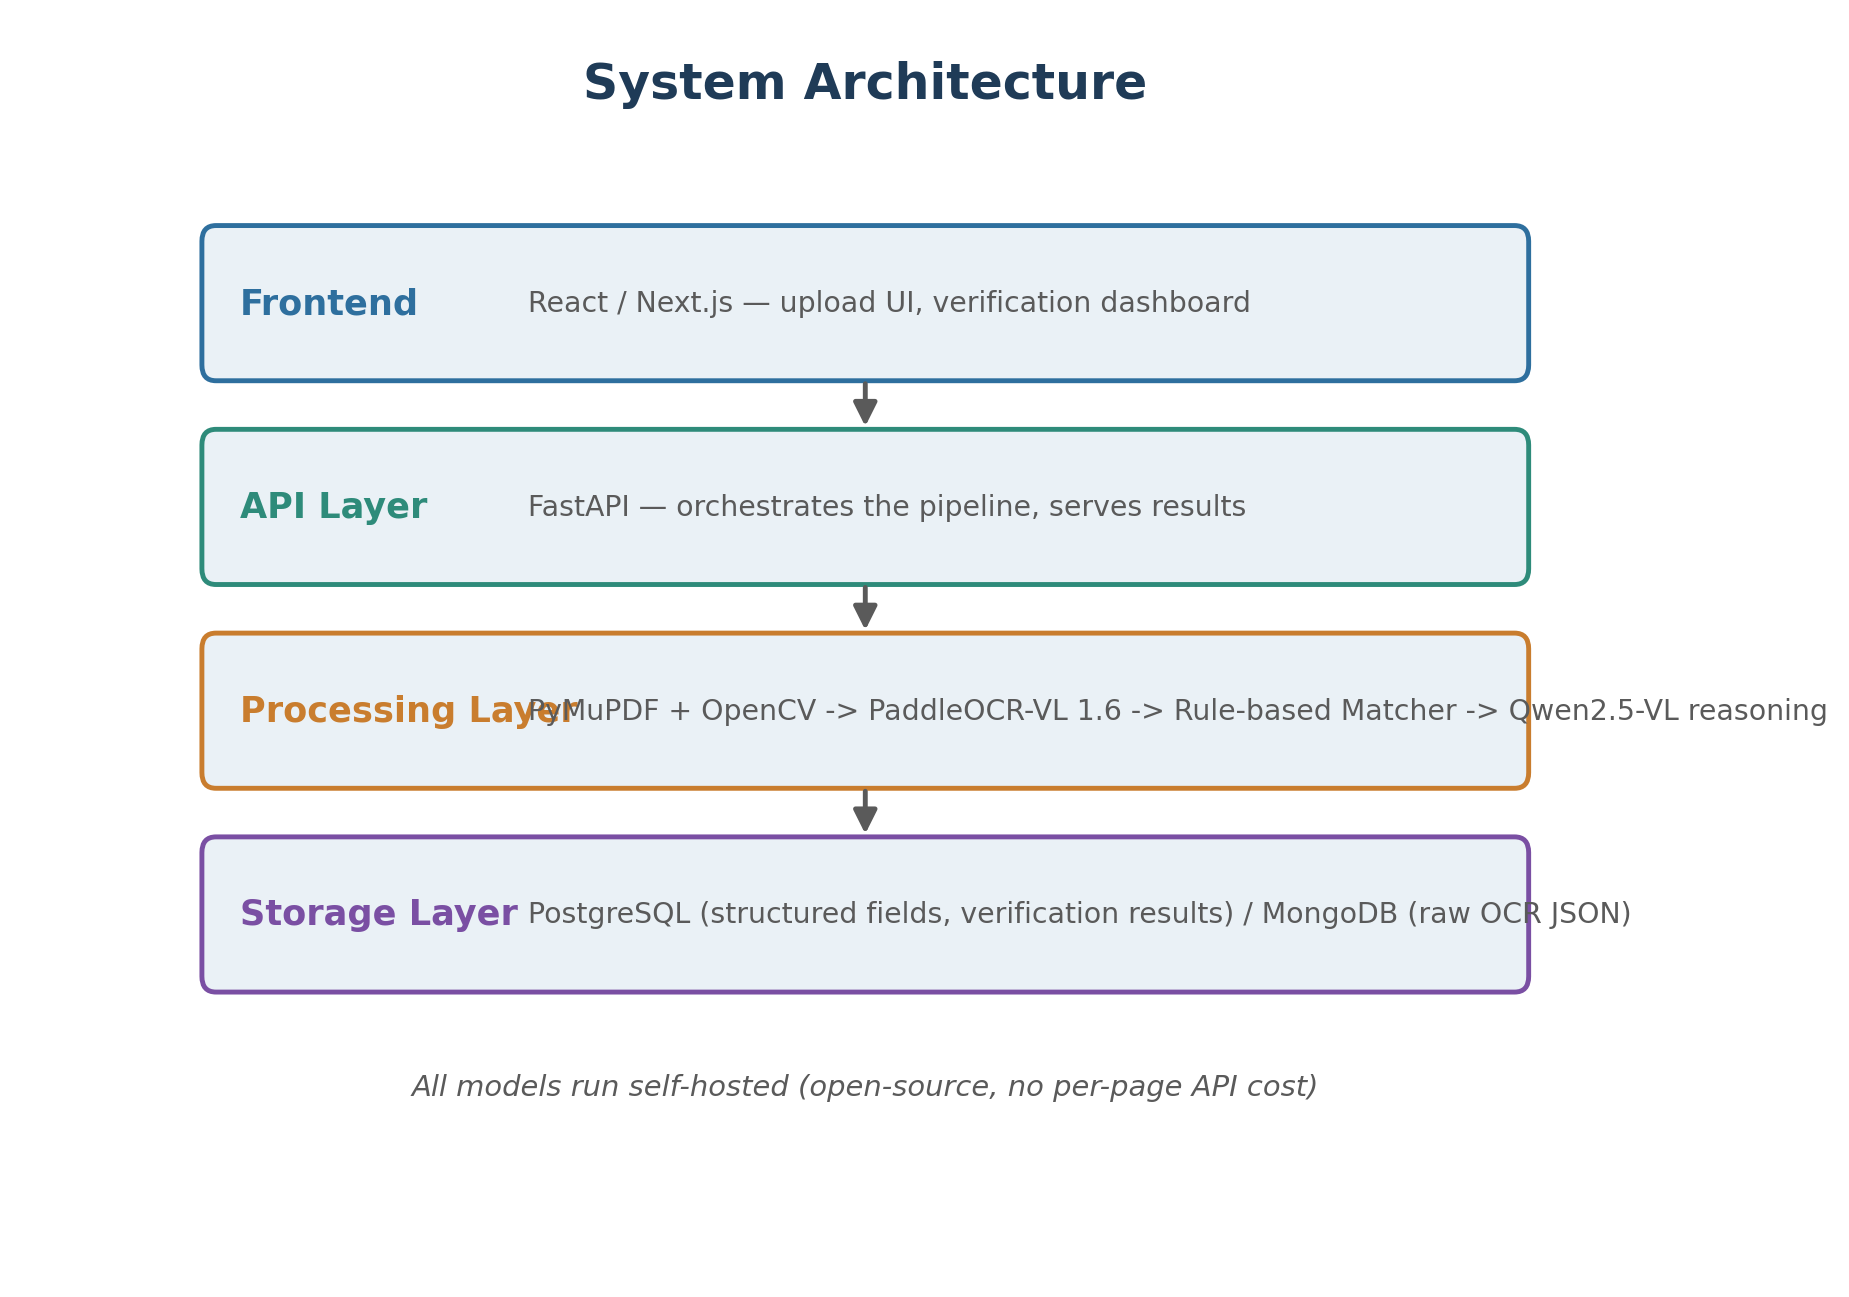 System Architecture
Frontend React / Next.js — upload UI, verification dashboard
API Layer FastAPI — orchestrates the pipeline, serves results
Processing Layer PyMuPDF + OpenCV -> PaddleOCR-VL 1.6 -> Rule-based Matcher -> Qwen2.5-VL reasoning
Storage Layer PostgreSQL (structured fields, verification results) / MongoDB (raw OCR JSON)
All models run self-hosted (open-source, no per-page API cost)